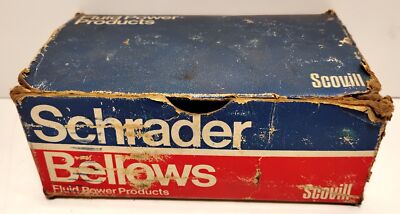 Fluid Power
Products
Scovill
Schrader
Bellows
Fluid Power Products
Scovill